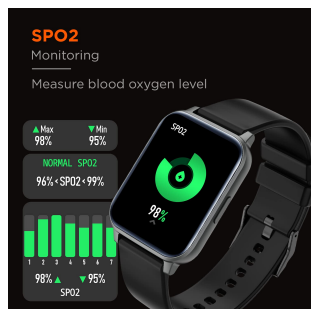 SPO2
Monitoring
Measure blood oxygen level
▲Max ▼Min
98% 95%
NORMAL SPO2
96%<SPO2<99%
1 2 3 4 5 6 7
98%▲ ▼95%
SPO2
SPO2
98%